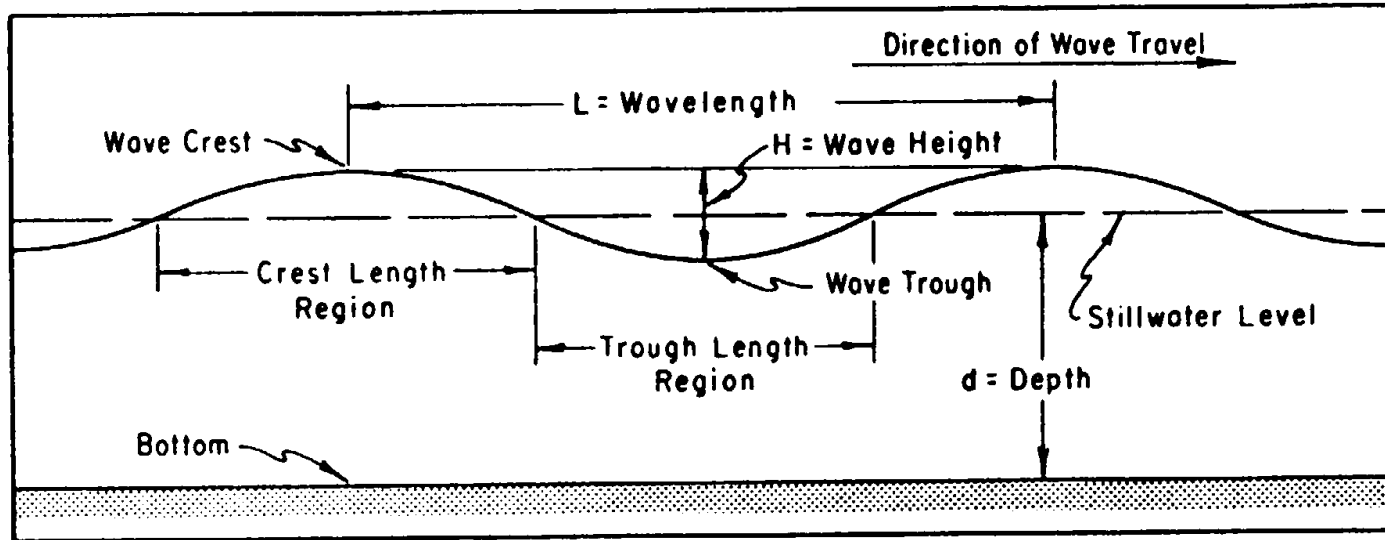 Direction of Wave Travel
L = Wavelength
Wave Crest
H = Wave Height
Crest Length
Region
Wave Trough
Stillwater Level
Trough Length
Region
d = Depth
Bottom